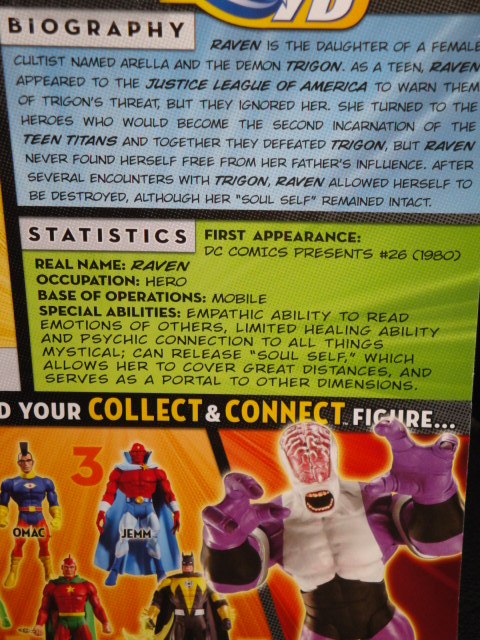 VD
BIOGRAPHY
RAVEN IS THE DAUGHTER OF A FEMALE
CULTIST NAMED ARELLA AND THE DEMON TRIGON. AS A TEEN, RAVEN
APPEARED TO THE JUSTICE LEAGUE OF AMERICA TO WARN THEM
OF TRIGON'S THREAT, BUT THEY IGNORED HER. SHE TURNED TO THE
HEROES WHO WOULD BECOME THE SECOND INCARNATION OF THE
TEEN TITANS AND TOGETHER THEY DEFEATED TRIGON, BUT RAVEN
NEVER FOUND HERSELF FREE FROM HER FATHER'S INFLUENCE. AFTER
SEVERAL ENCOUNTERS WITH TRIGON, RAVEN ALLOWED HERSELF TO
BE DESTROYED, ALTHOUGH HER "SOUL SELF" REMAINED INTACT.
STATISTICS
FIRST APPEARANCE:
DC COMICS PRESENTS #26 (1980)
REAL NAME: RAVEN
OCCUPATION: HERO
BASE OF OPERATIONS: MOBILE
SPECIAL ABILITIES: EMPATHIC ABILITY TO READ
EMOTIONS OF OTHERS, LIMITED HEALING ABILITY
AND PSYCHIC CONNECTION TO ALL THINGS
MYSTICAL; CAN RELEASE "SOUL SELF," WHICH
ALLOWS HER TO COVER GREAT DISTANCES, AND
SERVES AS A PORTAL TO OTHER DIMENSIONS.
D YOUR COLLECT & CONNECT™ FIGURE...
3
OMAC
JEMM